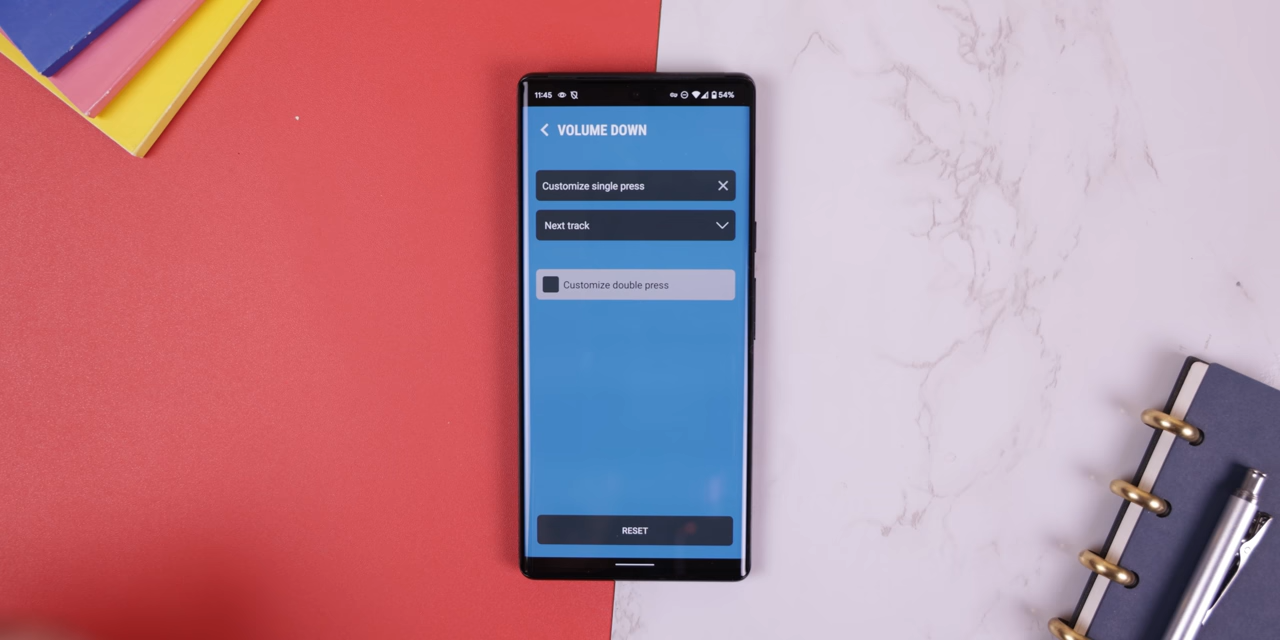 11:45 54%
VOLUME DOWN
Customize single press
Next track
Customize double press
RESET